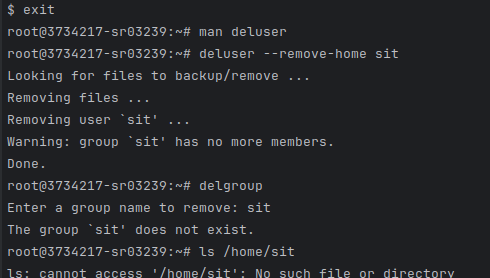 $ exit
root@3734217-sr03239:~# man deluser
root@3734217-sr03239:~# deluser --remove-home sit
Looking for files to backup/remove ...
Removing files ...
Removing user `sit' ...
Warning: group `sit' has no more members.
Done.
root@3734217-sr03239:~# delgroup
Enter a group name to remove: sit
The group `sit' does not exist.
root@3734217-sr03239:~# ls /home/sit
ls: cannot access '/home/sit': No such file or directory